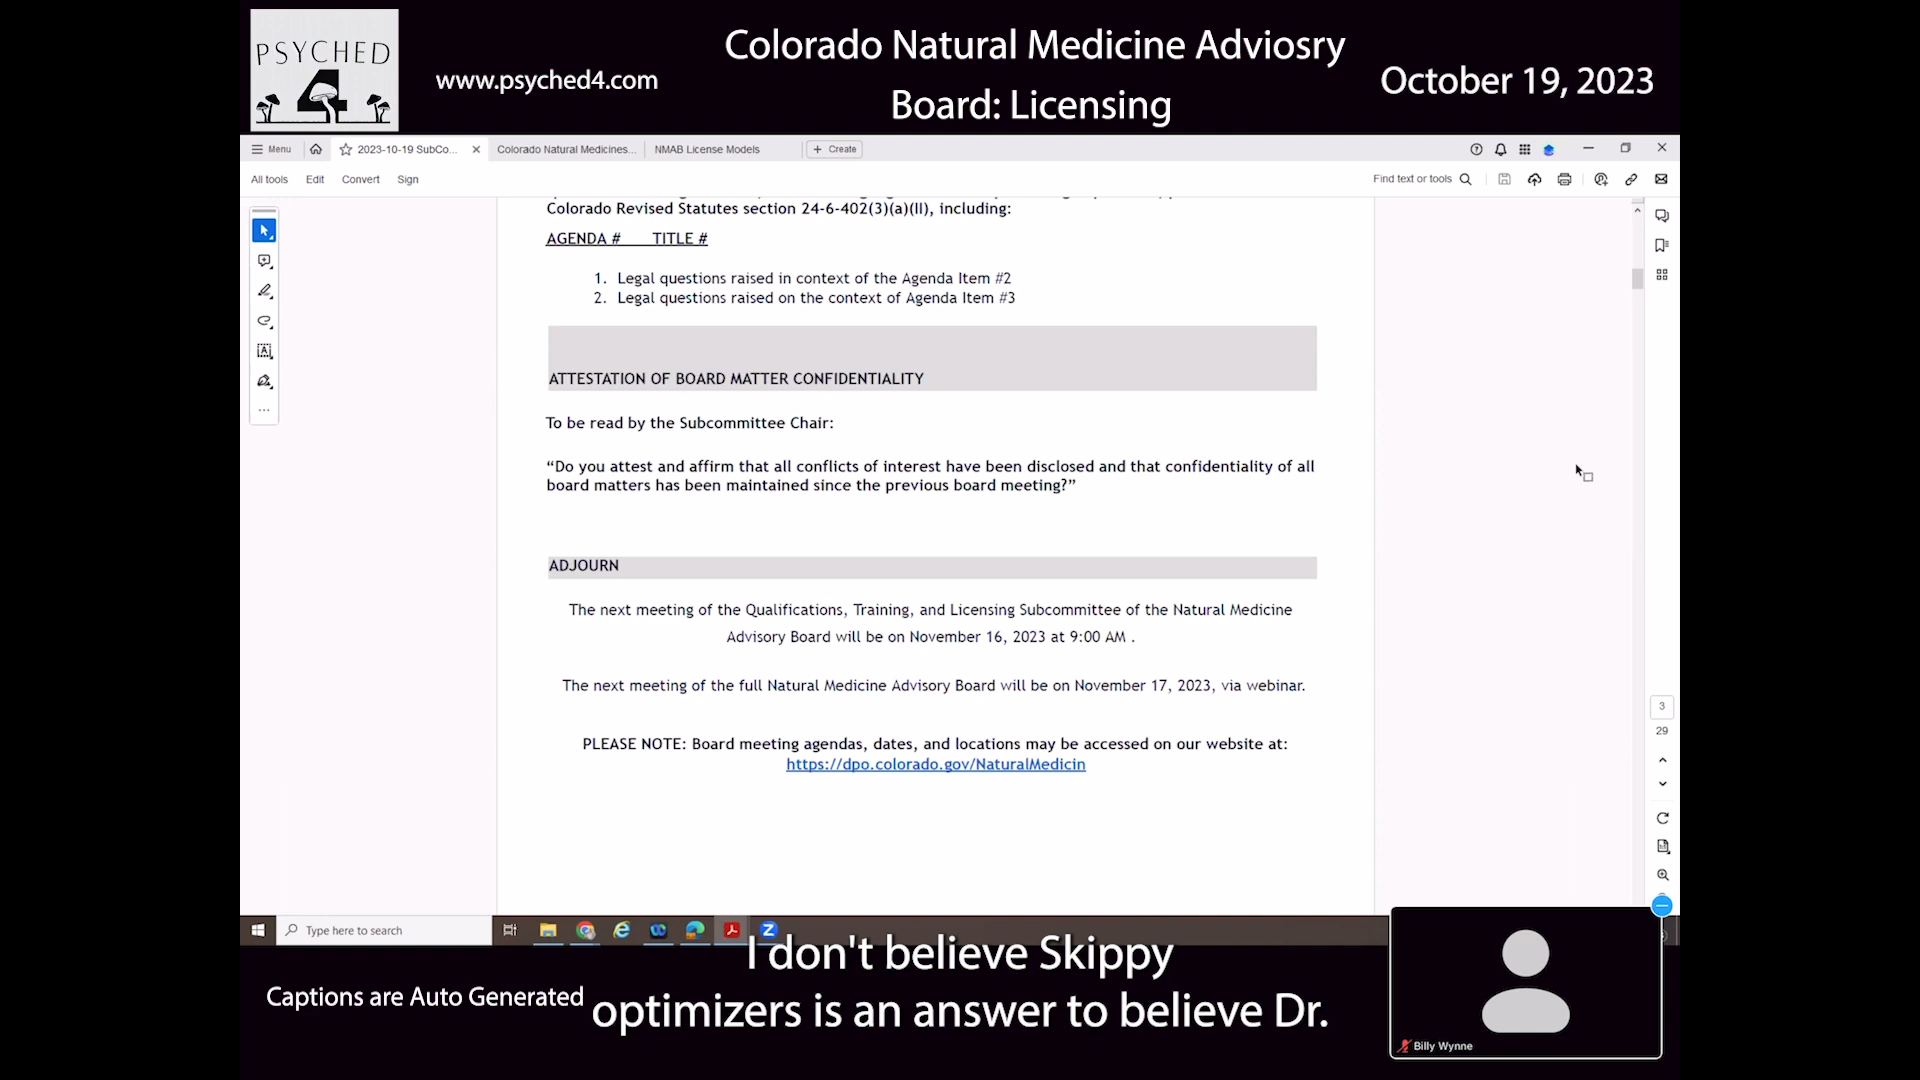 PSYCHED
4
www.psyched4.com
Colorado Natural Medicine Adviosry
Board: Licensing
October 19, 2023
Menu
2023-10-19 SubCo...
Colorado Natural Medicines...
NMAB License Models
+ Create
All tools
Edit
Convert
Sign
Find text or tools
Colorado Revised Statutes section 24-6-402(3)(a)(II), including:
AGENDA # TITLE #
1. Legal questions raised in context of the Agenda Item #2
2. Legal questions raised on the context of Agenda Item #3
ATTESTATION OF BOARD MATTER CONFIDENTIALITY
To be read by the Subcommittee Chair:
“Do you attest and affirm that all conflicts of interest have been disclosed and that confidentiality of all
board matters has been maintained since the previous board meeting?”
ADJOURN
The next meeting of the Qualifications, Training, and Licensing Subcommittee of the Natural Medicine
Advisory Board will be on November 16, 2023 at 9:00 AM .
The next meeting of the full Natural Medicine Advisory Board will be on November 17, 2023, via webinar.
PLEASE NOTE: Board meeting agendas, dates, and locations may be accessed on our website at:
https://dpo.colorado.gov/NaturalMedicin
3
29
Type here to search
I don't believe Skippy
optimizers is an answer to believe Dr.
Captions are Auto Generated
Billy Wynne